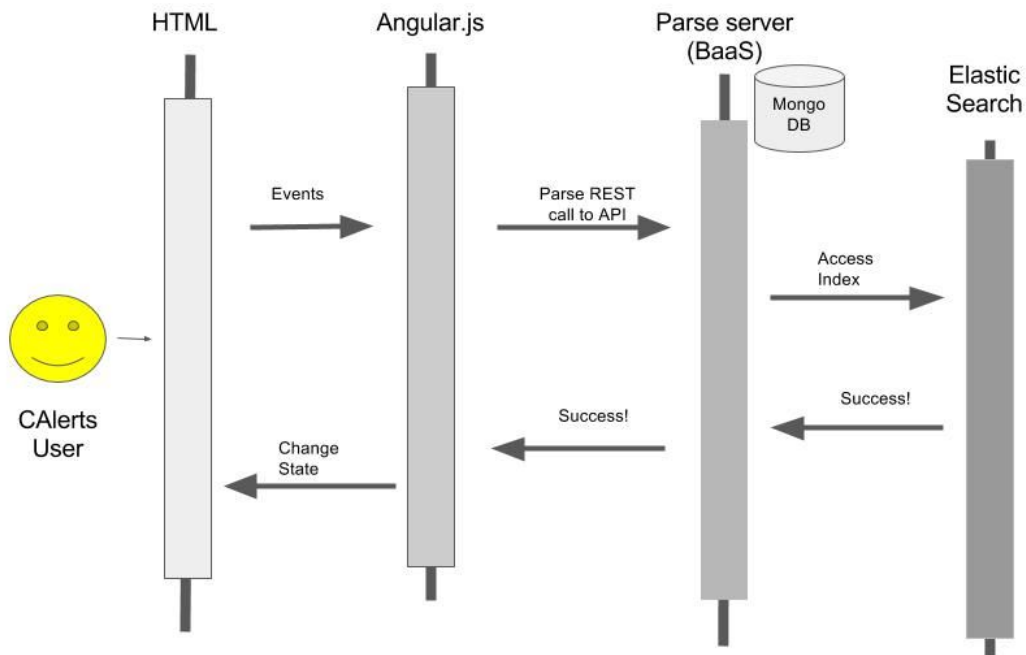 HTML
Angular.js
Parse server
(BaaS)
Mongo
DB
Elastic
Search
Events
Parse REST
call to API
Access
Index
CAlerts
User
Success!
Success!
Change
State